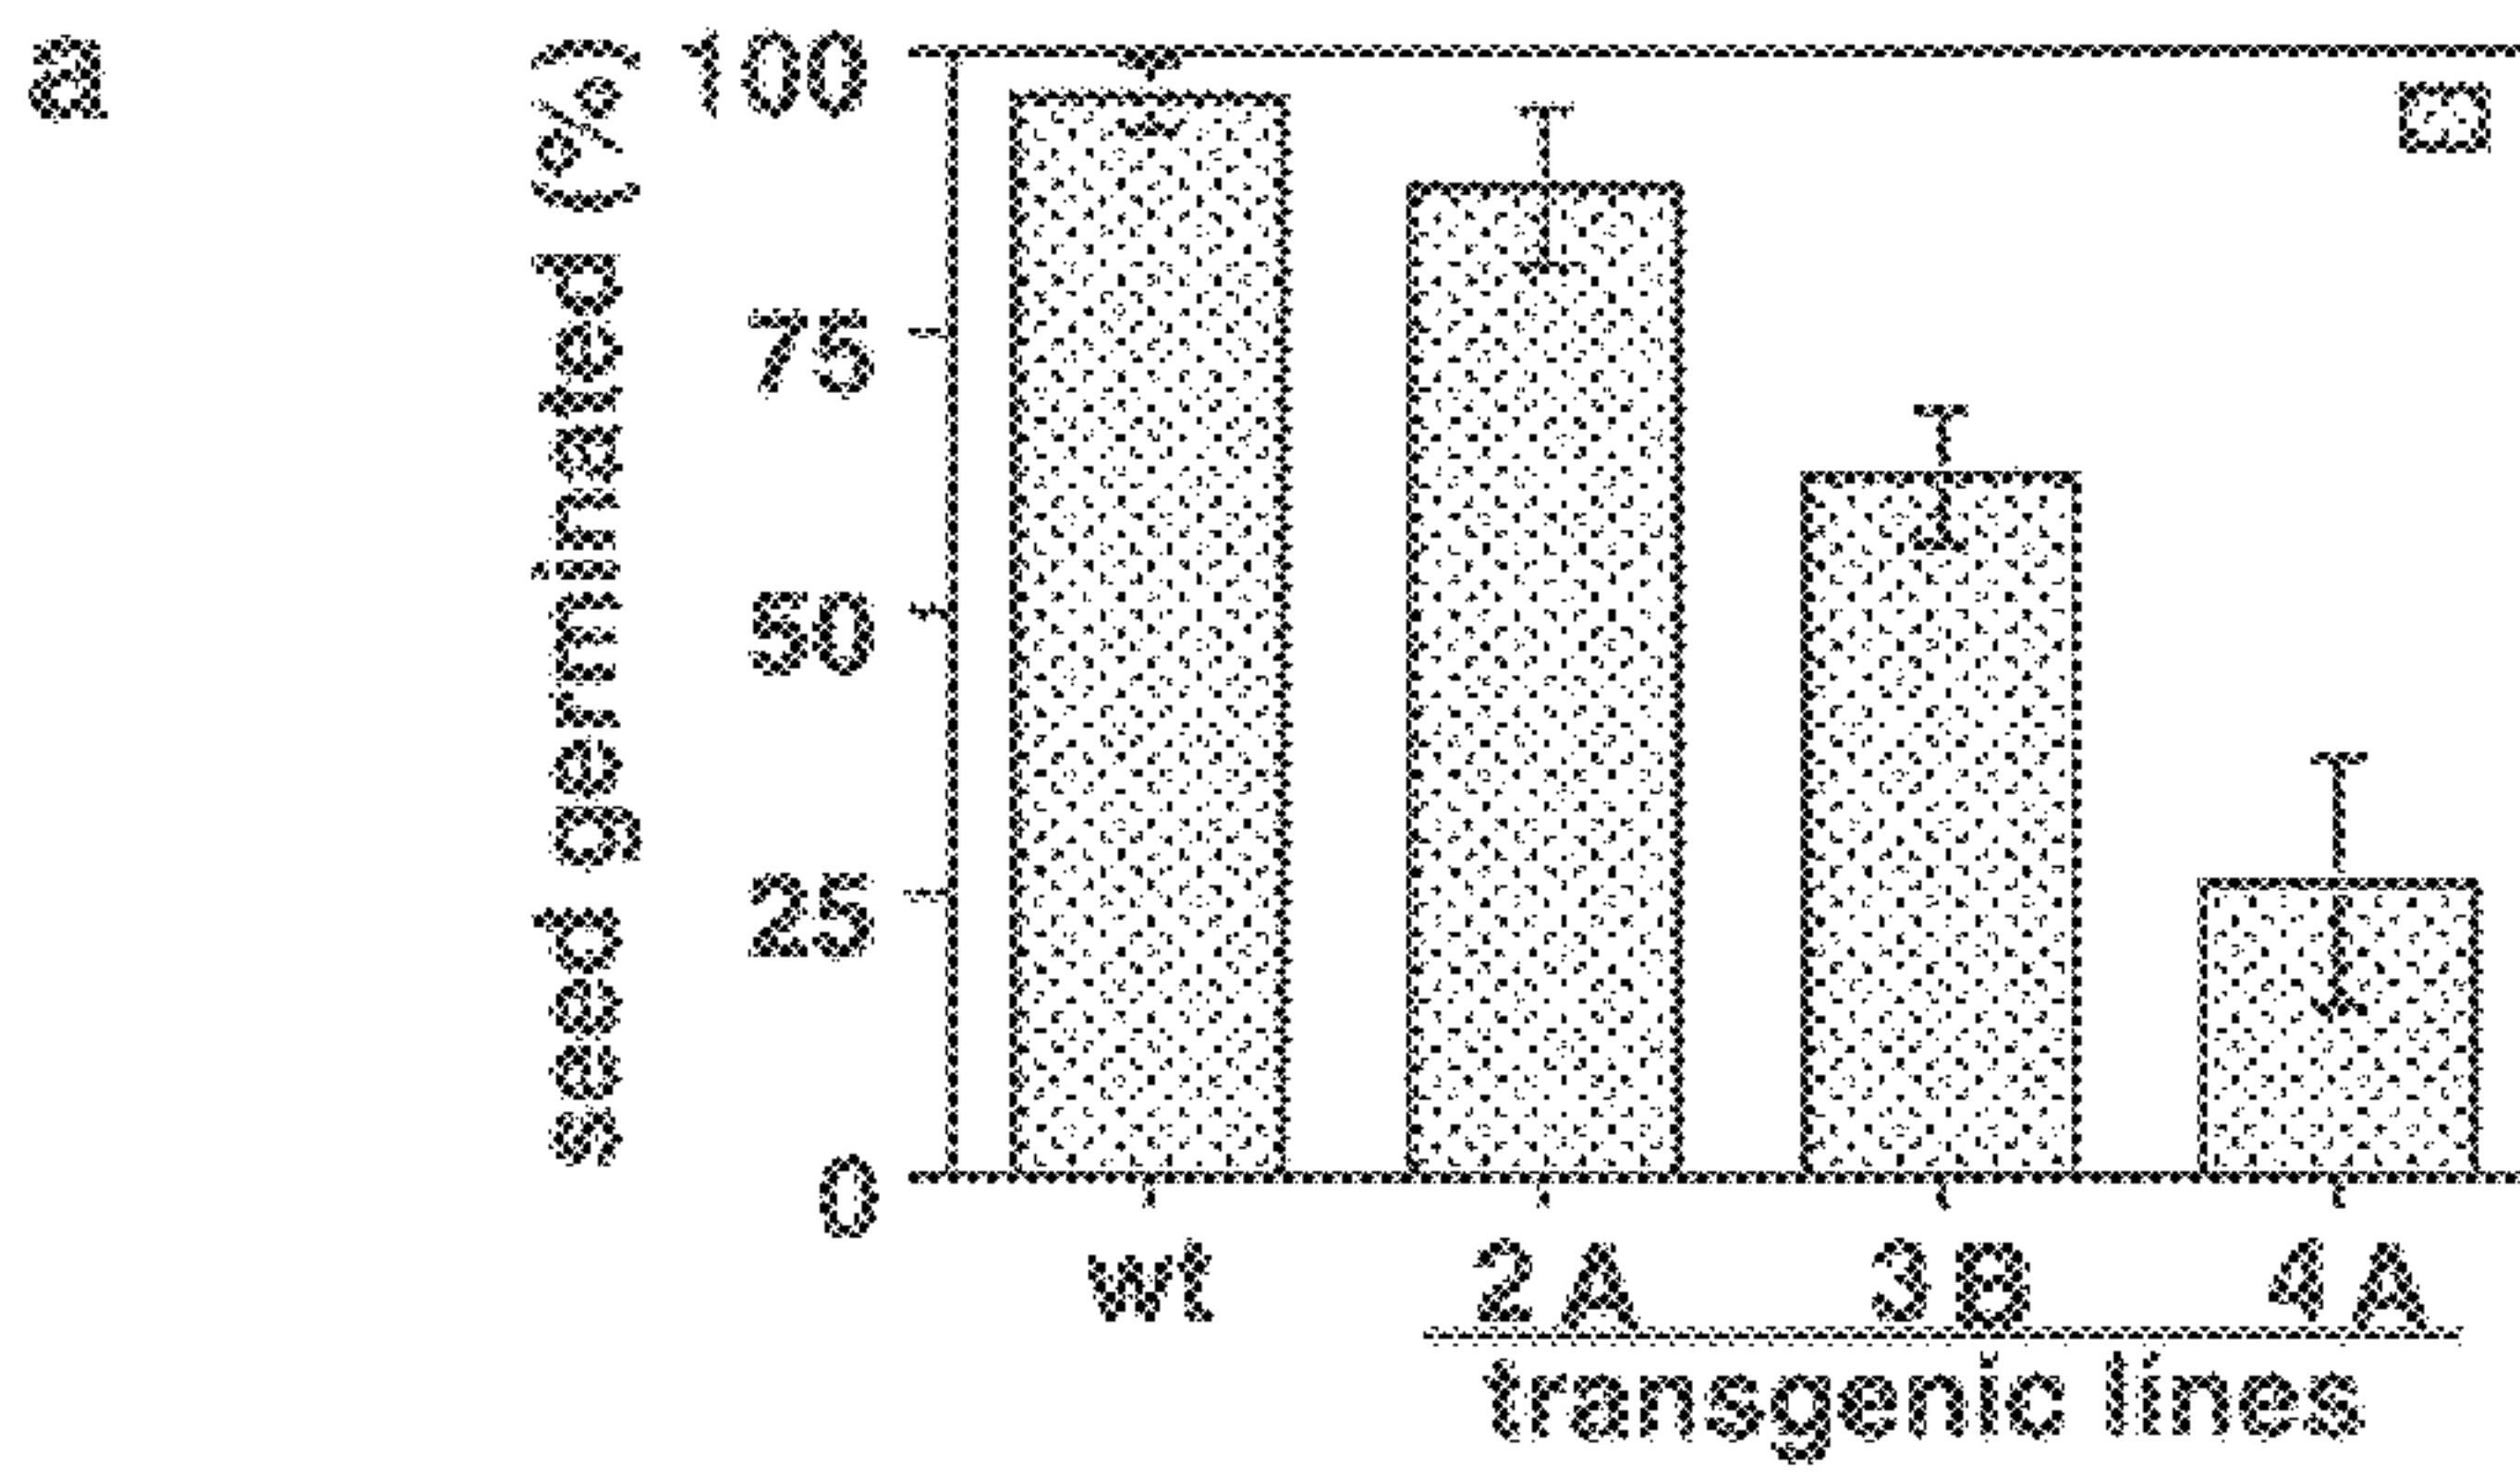 a
seed germinated (%)
100
75
50
25
0
wt 2A 3B 4A
transgenic lines